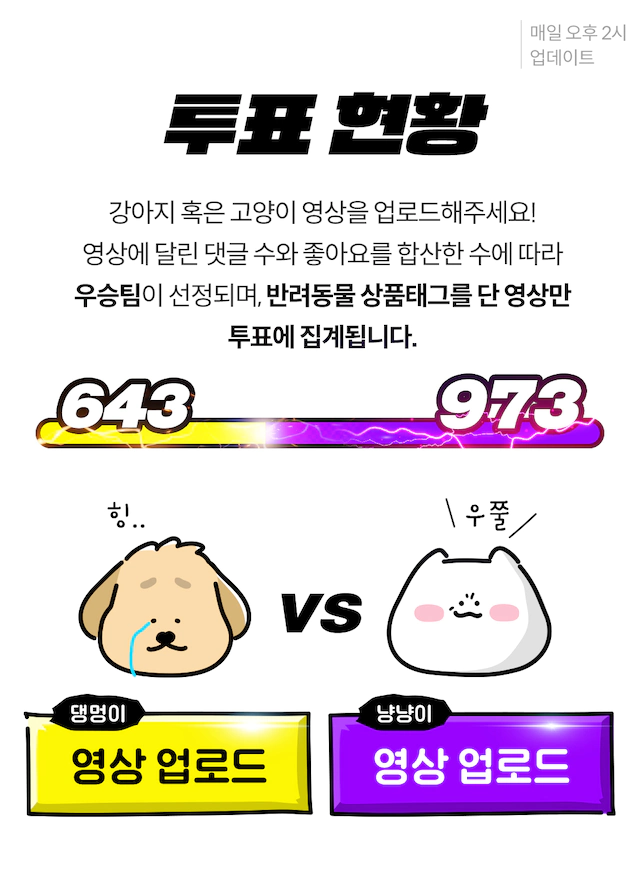 매일 오후 2시
업데이트
투표 현황
강아지 혹은 고양이 영상을 업로드해주세요!
영상에 달린 댓글 수와 좋아요를 합산한 수에 따라
우승팀이 선정되며, 반려동물 상품태그를 단 영상만
투표에 집계됩니다.
643
973
힝..
우쭐
VS
댕멍이
영상 업로드
냥냥이
영상 업로드